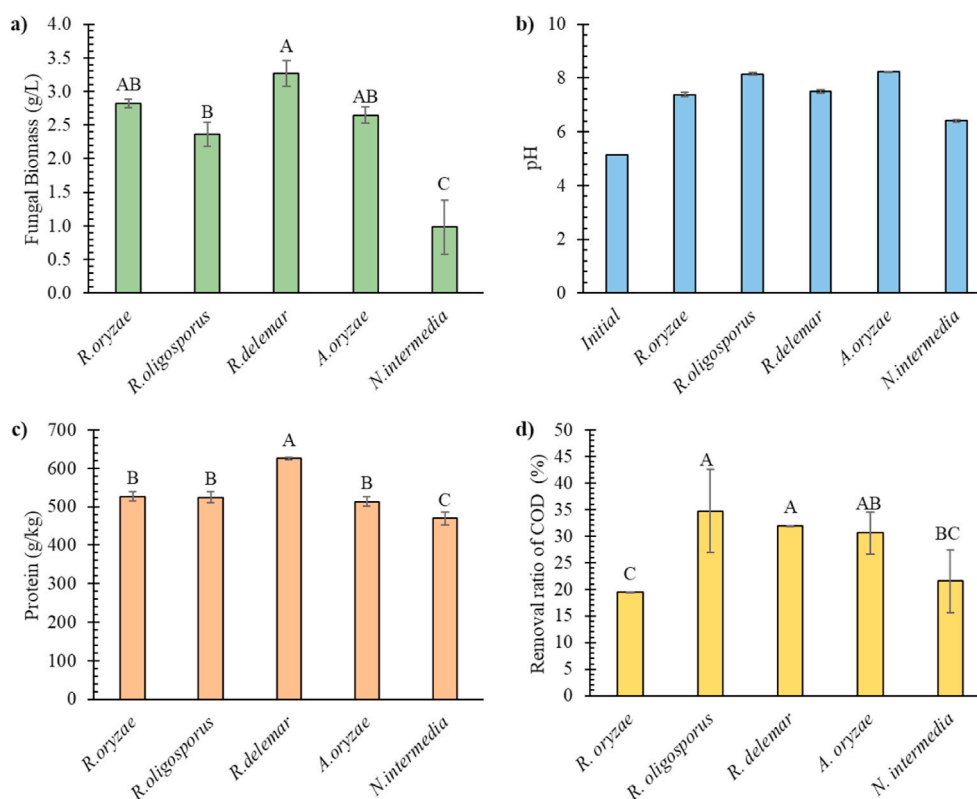 a)
Fungal Biomass (g/L)
4.0
3.5
3.0
2.5
2.0
1.5
1.0
0.5
0.0
AB
B
A
AB
C
R.oryzae
R.oligosporus
R.delemar
A.oryzae
N.intermedia
b)
pH
10
8
6
4
2
0
Initial
R.oryzae
R.oligosporus
R.delemar
A.oryzae
N.intermedia
c)
Protein (g/kg)
700
600
500
400
300
200
100
0
B
B
A
B
C
R.oryzae
R.oligosporus
R.delemar
A.oryzae
N.intermedia
d)
Removal ratio of COD (%)
50
45
40
35
30
25
20
15
10
5
0
C
A
A
AB
BC
R. oryzae
R. oligosporus
R. delemar
A. oryzae
N. intermedia